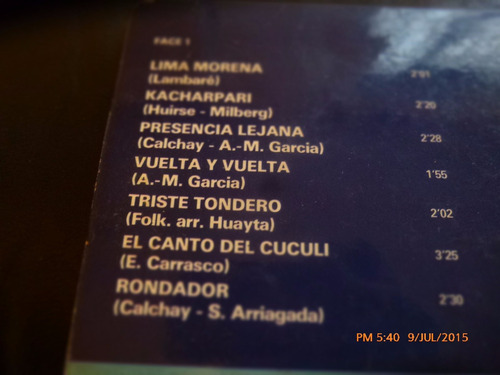 FACE 1
LIMA MORENA 2'01
(Lambaré)
KACHARPARI 2'20
(Huirse - Milberg)
PRESENCIA LEJANA
(Calchay - A.-M. Garcia) 2'28
VUELTA Y VUELTA
(A.-M. Garcia) 1'55
TRISTE TONDERO
(Folk. arr. Huayta) 2'02
EL CANTO DEL CUCULI
(E. Carrasco) 3'25
RONDADOR
(Calchay - S. Arriagada) 2'30
PM 5:40 9/JUL/2015